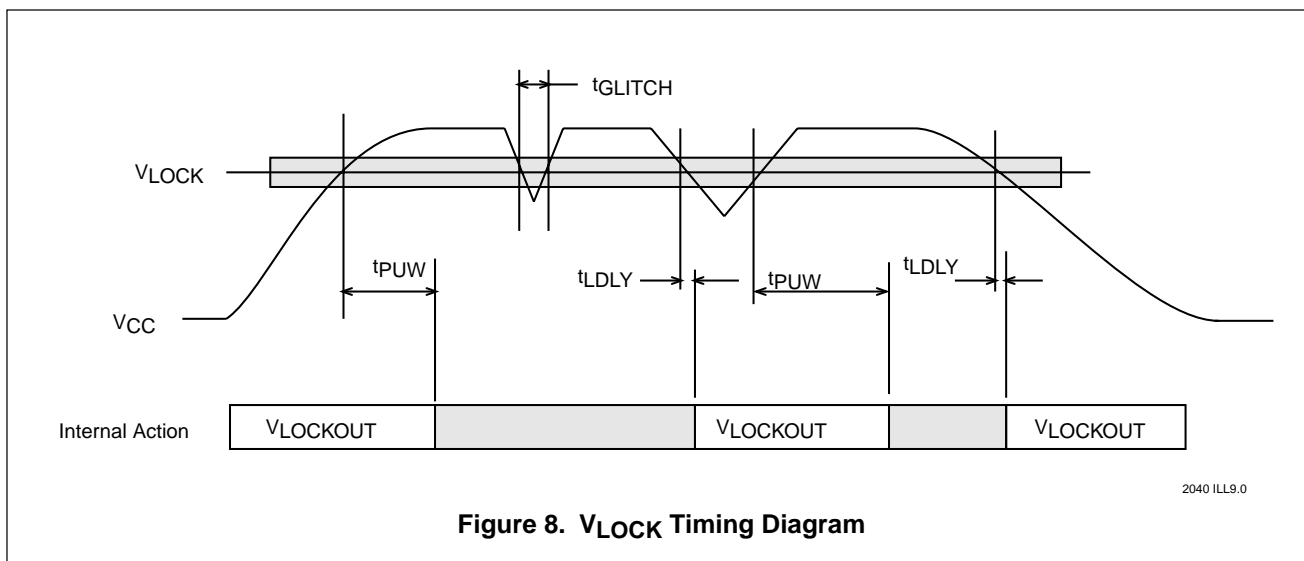 tGLITCH
VLOCK
tPUW
tLDLY
tPUW
tLDLY
VCC
Internal Action
VLOCKOUT
VLOCKOUT
VLOCKOUT
2040 ILL9.0
Figure 8. VLOCK Timing Diagram